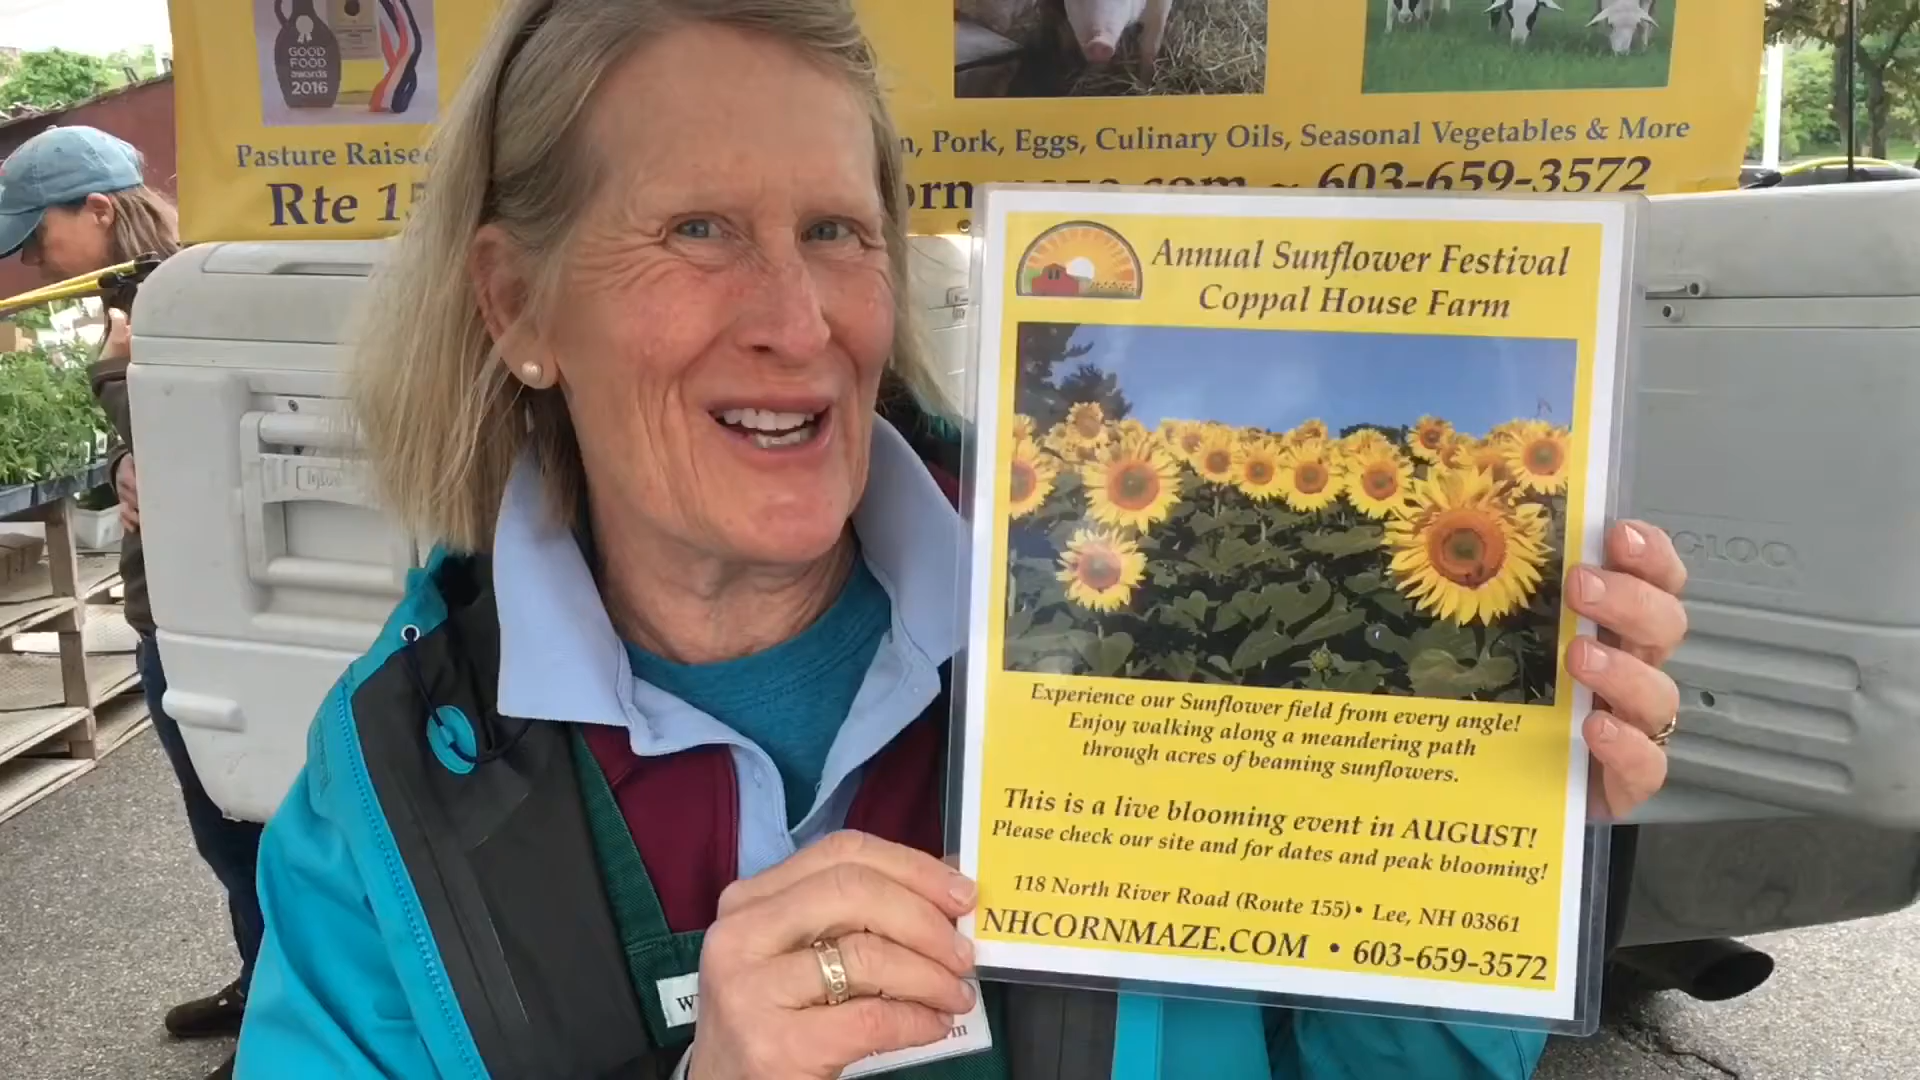 GOOD
FOOD
awards
2016
Pasture Raised
Pork, Eggs, Culinary Oils, Seasonal Vegetables & More
Rte
603-659-3572
Annual Sunflower Festival
Coppal House Farm
Experience our Sunflower field from every angle!
Enjoy walking along a meandering path
through acres of beaming sunflowers.
This is a live blooming event in AUGUST!
Please check our site and for dates and peak blooming!
118 North River Road (Route 155)• Lee, NH 03861
NHCORNMAZE.COM • 603-659-3572
Igloo
IGLOO